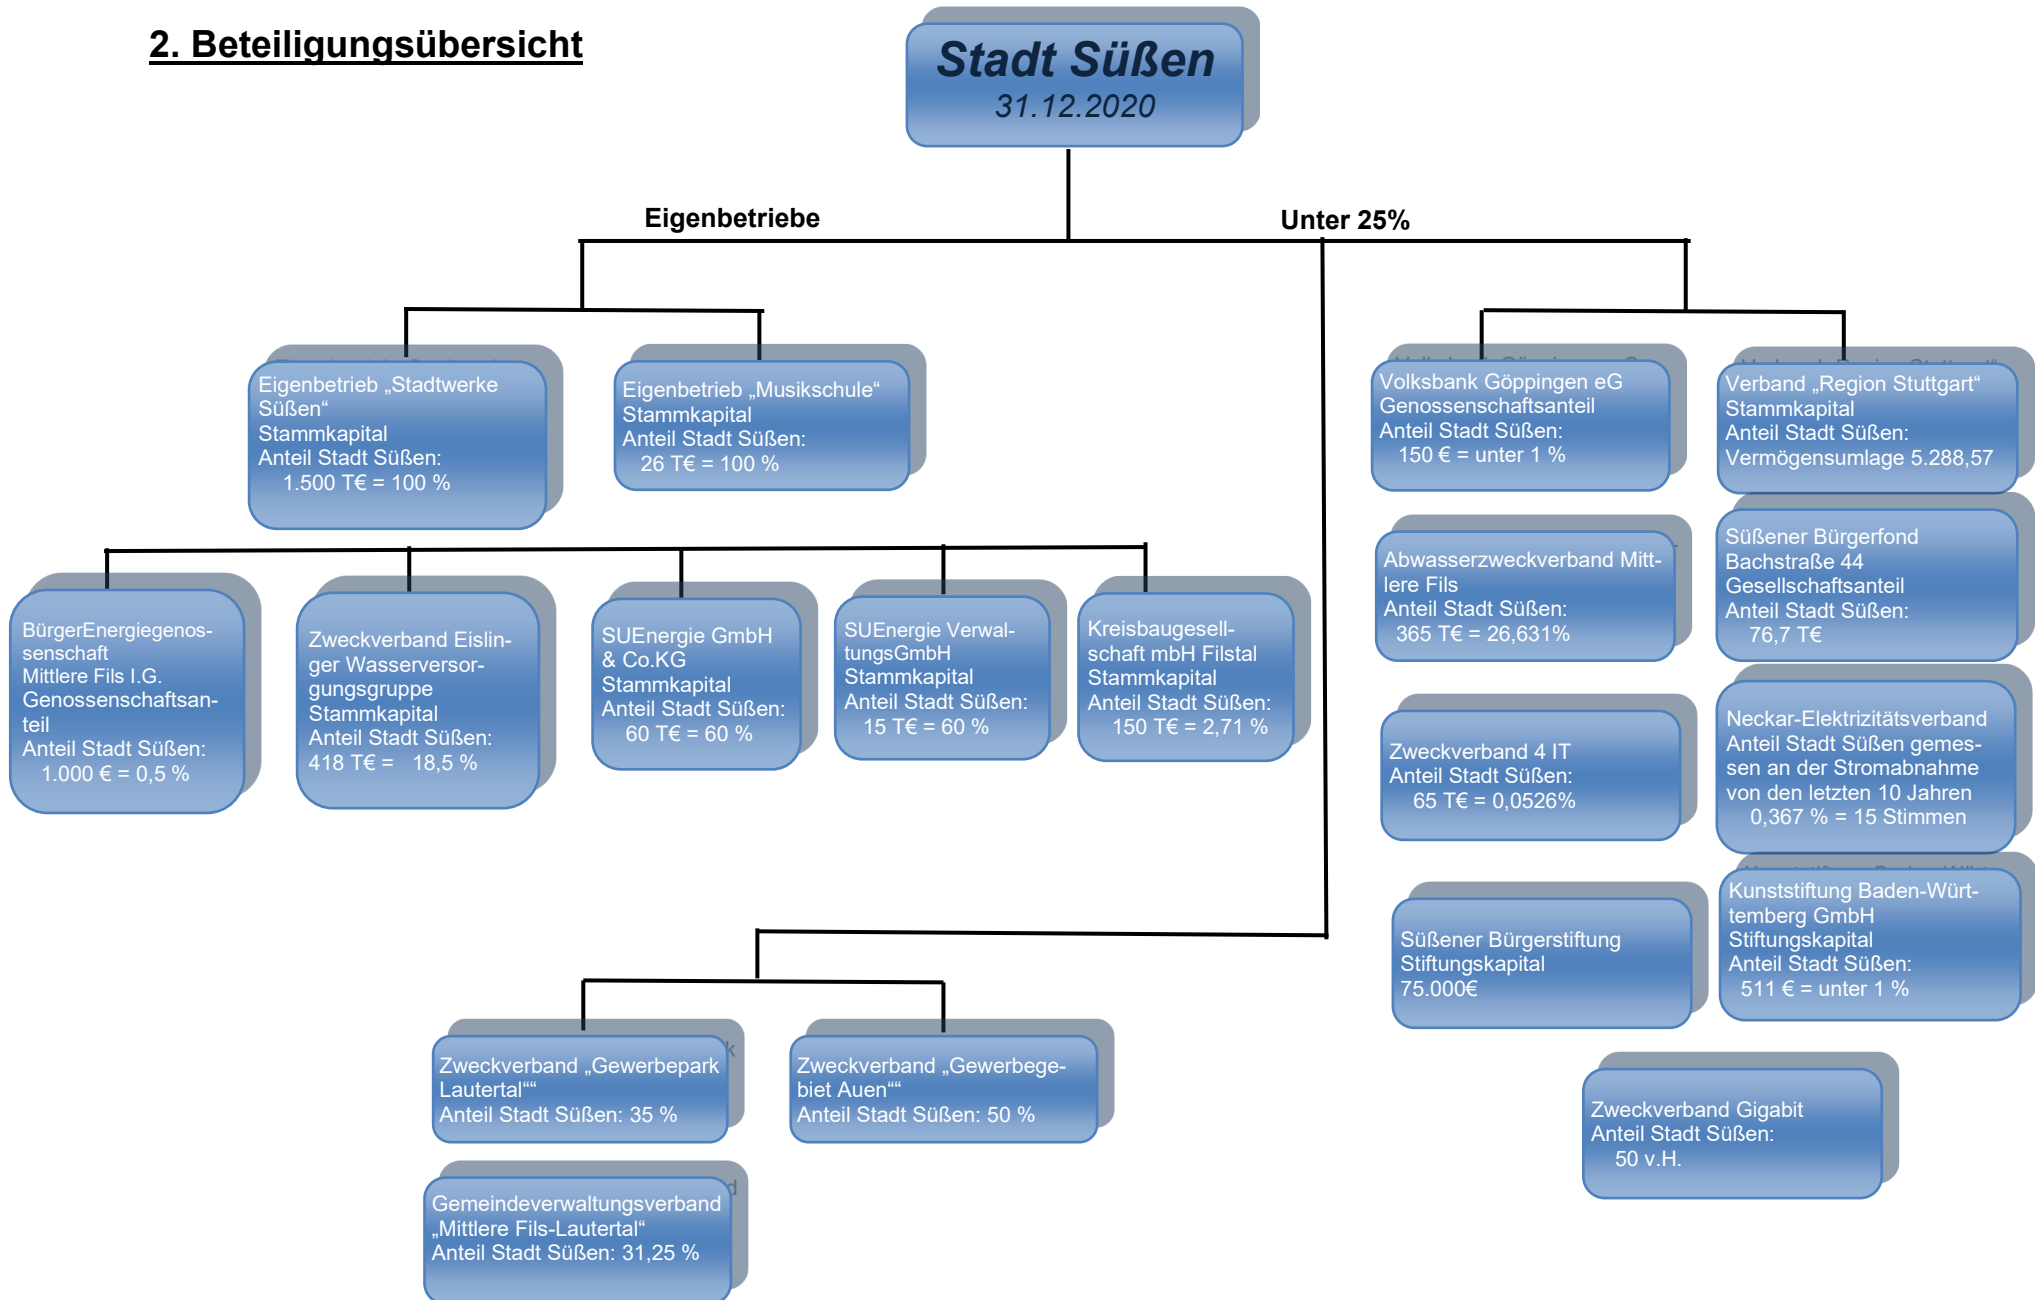 2. Beteiligungsübersicht
Stadt Süßen
31.12.2020
Eigenbetriebe
Unter 25%
Eigenbetrieb „Stadtwerke
Süßen“
Stammkapital
Anteil Stadt Süßen:
1.500 T€ = 100 %
Eigenbetrieb „Musikschule“
Stammkapital
Anteil Stadt Süßen:
26 T€ = 100 %
Volksbank Göppingen eG
Genossenschaftsanteil
Anteil Stadt Süßen:
150 € = unter 1 %
Verband „Region Stuttgart“
Stammkapital
Anteil Stadt Süßen:
Vermögensumlage 5.288,57
Abwasserzweckverband Mitt-
lere Fils
Anteil Stadt Süßen:
365 T€ = 26,631%
Süßener Bürgerfond
Bachstraße 44
Gesellschaftsanteil
Anteil Stadt Süßen:
76,7 T€
BürgerEnergiegenos-
senschaft
Mittlere Fils I.G.
Genossenschaftsan-
teil
Anteil Stadt Süßen:
1.000 € = 0,5 %
Zweckverband Eislin-
ger Wasserversor-
gungsgruppe
Stammkapital
Anteil Stadt Süßen:
418 T€ = 18,5 %
SUEnergie GmbH
& Co.KG
Stammkapital
Anteil Stadt Süßen:
60 T€ = 60 %
SUEnergie Verwal-
tungsGmbH
Stammkapital
Anteil Stadt Süßen:
15 T€ = 60 %
Kreisbaugesell-
schaft mbH Filstal
Stammkapital
Anteil Stadt Süßen:
150 T€ = 2,71 %
Zweckverband 4 IT
Anteil Stadt Süßen:
65 T€ = 0,0526%
Neckar-Elektrizitätsverband
Anteil Stadt Süßen gemes-
sen an der Stromabnahme
von den letzten 10 Jahren
0,367 % = 15 Stimmen
Süßener Bürgerstiftung
Stiftungskapital
75.000€
Kunststiftung Baden-Würt-
temberg GmbH
Stiftungskapital
Anteil Stadt Süßen:
511 € = unter 1 %
Zweckverband „Gewerbepark
Lautertal““
Anteil Stadt Süßen: 35 %
Zweckverband „Gewerbege-
biet Auen““
Anteil Stadt Süßen: 50 %
Zweckverband Gigabit
Anteil Stadt Süßen:
50 v.H.
Gemeindeverwaltungsverband
„Mittlere Fils-Lautertal“
Anteil Stadt Süßen: 31,25 %